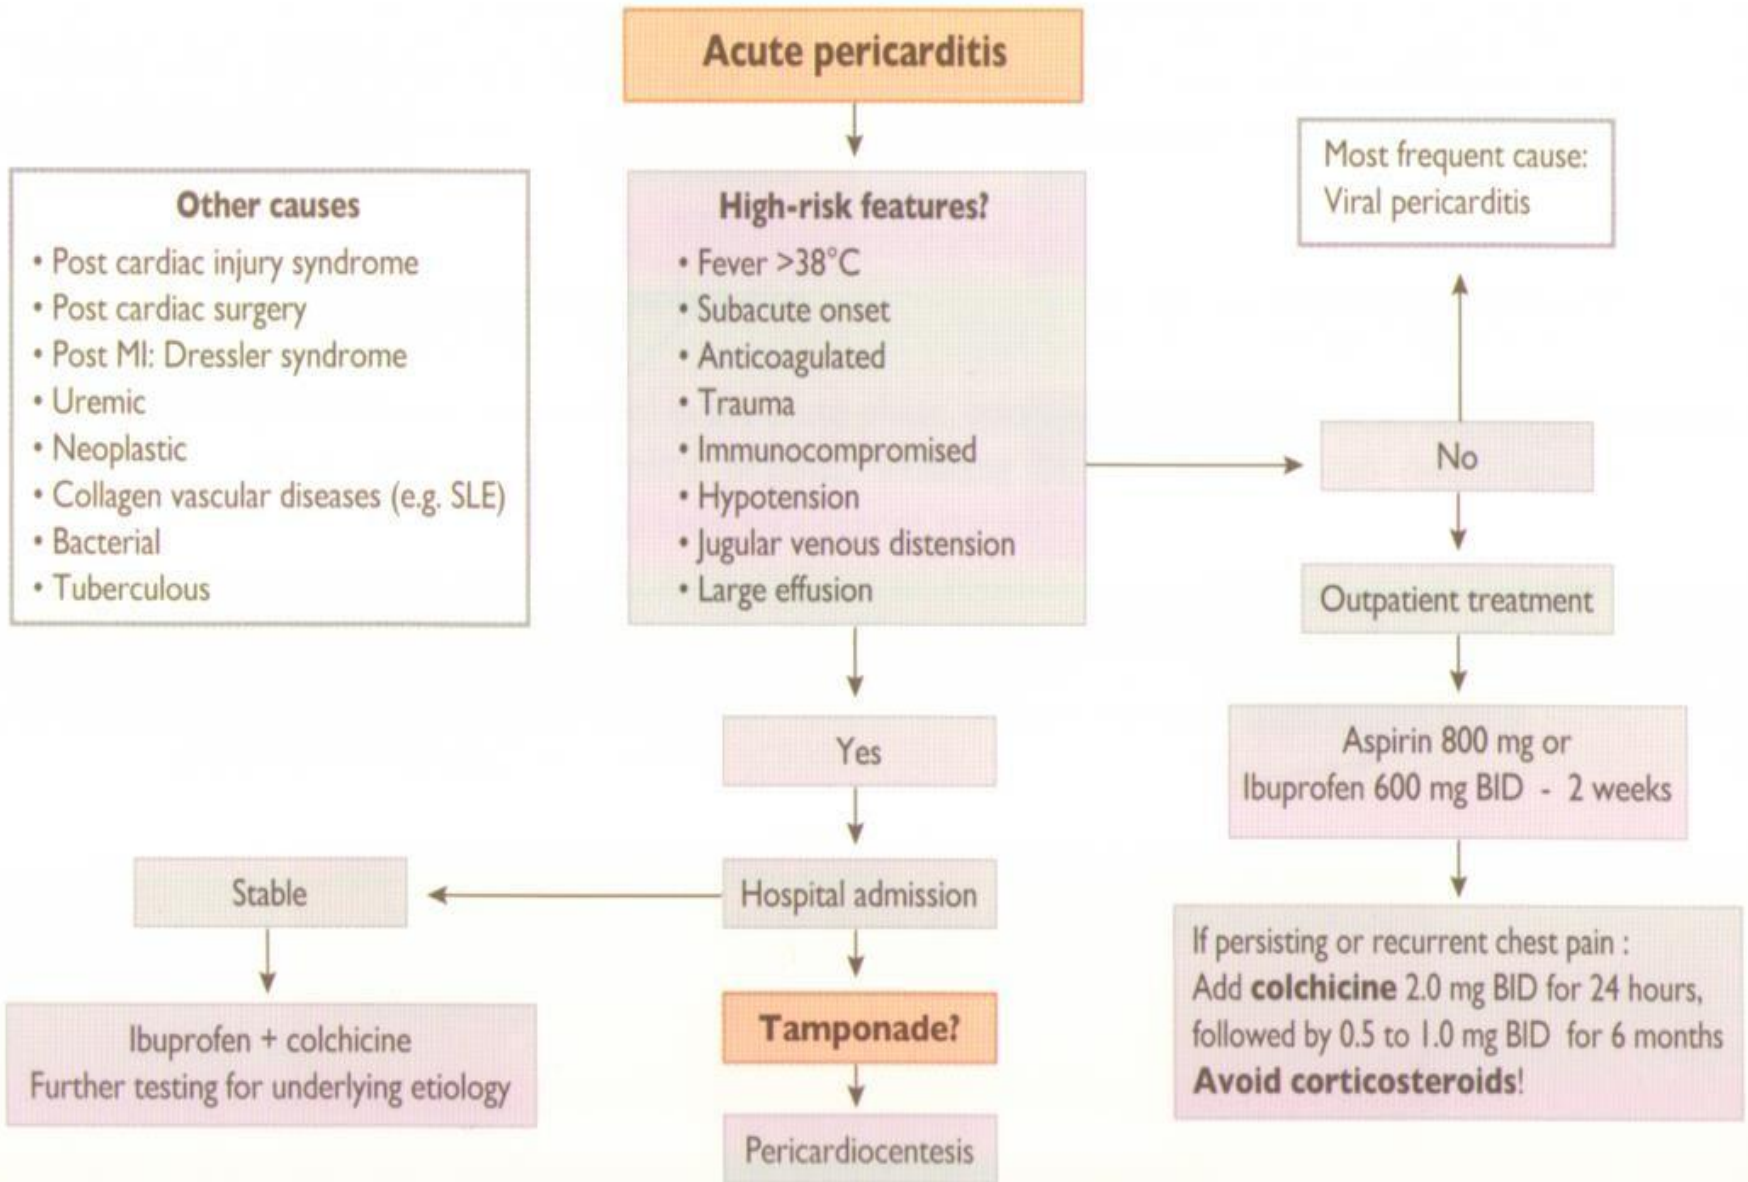 Acute pericarditis
Other causes
• Post cardiac injury syndrome
• Post cardiac surgery
• Post MI: Dressler syndrome
• Uremic
• Neoplastic
• Collagen vascular diseases (e.g. SLE)
• Bacterial
• Tuberculous
High-risk features?
• Fever >38°C
• Subacute onset
• Anticoagulated
• Trauma
• Immunocompromised
• Hypotension
• Jugular venous distension
• Large effusion
Most frequent cause:
Viral pericarditis
No
Outpatient treatment
Aspirin 800 mg or
Ibuprofen 600 mg BID - 2 weeks
If persisting or recurrent chest pain :
Add colchicine 2.0 mg BID for 24 hours,
followed by 0.5 to 1.0 mg BID for 6 months
Avoid corticosteroids!
Yes
Hospital admission
Stable
Ibuprofen + colchicine
Further testing for underlying etiology
Tamponade?
Pericardiocentesis